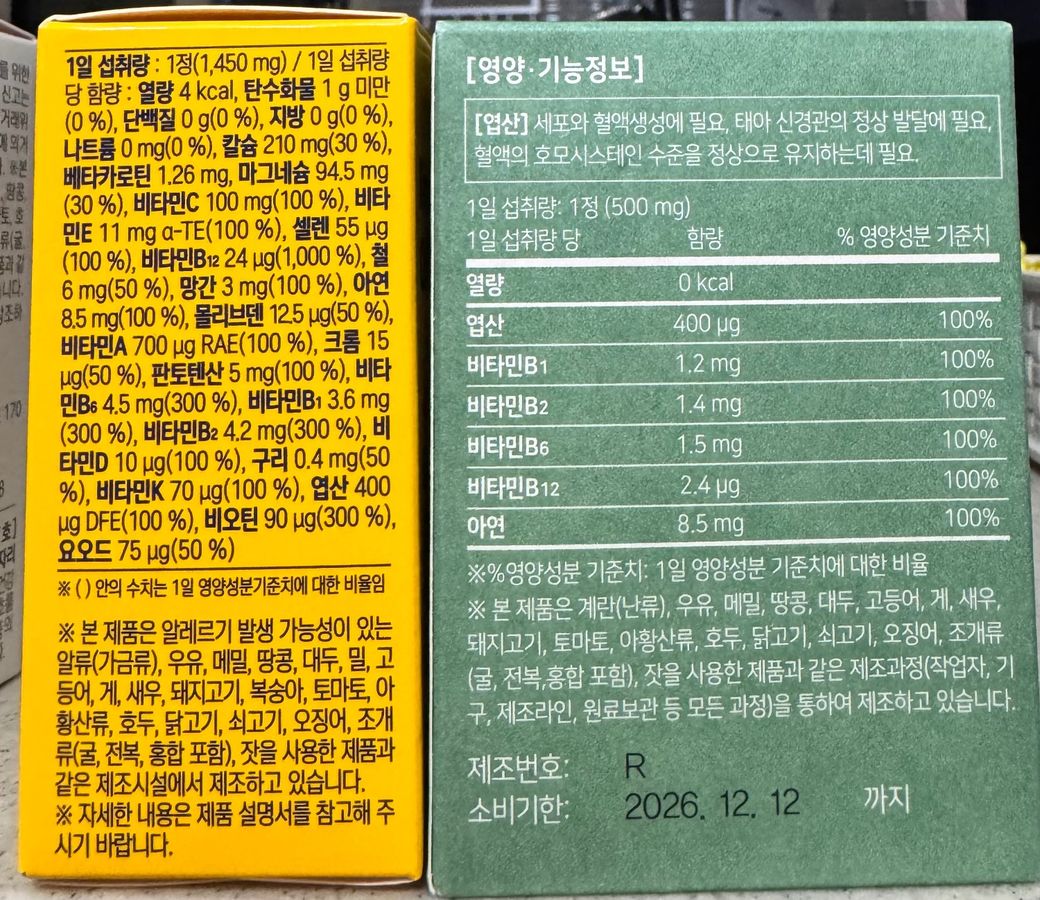 를 위한
신고는
거래위
에 의거
. ※본
, 황콩,
토, 호
류(굴,
품과 같
니다.
참조하
170
호]
자리
1일 섭취량 : 1정(1,450 mg) / 1일 섭취량
당 함량 : 열량 4 kcal, 탄수화물 1 g 미만
(0 %), 단백질 0 g(0 %), 지방 0 g(0 %),
나트륨 0 mg(0 %), 칼슘 210 mg(30 %),
베타카로틴 1.26 mg, 마그네슘 94.5 mg
(30 %), 비타민C 100 mg(100 %), 비타
민E 11 mg α-TE(100 %), 셀렌 55 µg
(100 %), 비타민B₁₂ 24 µg(1,000 %), 철
6 mg(50 %), 망간 3 mg(100 %), 아연
8.5 mg(100 %), 몰리브덴 12.5 µg(50 %),
비타민A 700 µg RAE(100 %), 크롬 15
µg(50 %), 판토텐산 5 mg(100 %), 비타
민B₆ 4.5 mg(300 %), 비타민B₁ 3.6 mg
(300 %), 비타민B₂ 4.2 mg(300 %), 비
타민D 10 µg(100 %), 구리 0.4 mg(50
%), 비타민K 70 µg(100 %), 엽산 400
µg DFE(100 %), 비오틴 90 µg(300 %),
요오드 75 µg(50 %)
※ ( ) 안의 수치는 1일 영양성분기준치에 대한 비율임
※ 본 제품은 알레르기 발생 가능성이 있는
알류(가금류), 우유, 메밀, 땅콩, 대두, 밀, 고
등어, 게, 새우, 돼지고기, 복숭아, 토마토, 아
황산류, 호두, 닭고기, 쇠고기, 오징어, 조개
류(굴, 전복, 홍합 포함), 잣을 사용한 제품과
같은 제조시설에서 제조하고 있습니다.
※ 자세한 내용은 제품 설명서를 참고해 주
시기 바랍니다.
[영양·기능정보]
[엽산] 세포와 혈액생성에 필요, 태아 신경관의 정상 발달에 필요,
혈액의 호모시스테인 수준을 정상으로 유지하는데 필요.
1일 섭취량: 1정 (500 mg)
1일 섭취량 당 함량 % 영양성분 기준치
열량 0 kcal
엽산 400 µg 100%
비타민B₁ 1.2 mg 100%
비타민B₂ 1.4 mg 100%
비타민B₆ 1.5 mg 100%
비타민B₁₂ 2.4 µg 100%
아연 8.5 mg 100%
※%영양성분 기준치: 1일 영양성분 기준치에 대한 비율
※ 본 제품은 계란(난류), 우유, 메밀, 땅콩, 대두, 고등어, 게, 새우,
돼지고기, 토마토, 아황산류, 호두, 닭고기, 쇠고기, 오징어, 조개류
(굴, 전복,홍합 포함), 잣을 사용한 제품과 같은 제조과정(작업자, 기
구, 제조라인, 원료보관 등 모든 과정)을 통하여 제조하고 있습니다.
제조번호: R
소비기한: 2026. 12. 12 까지